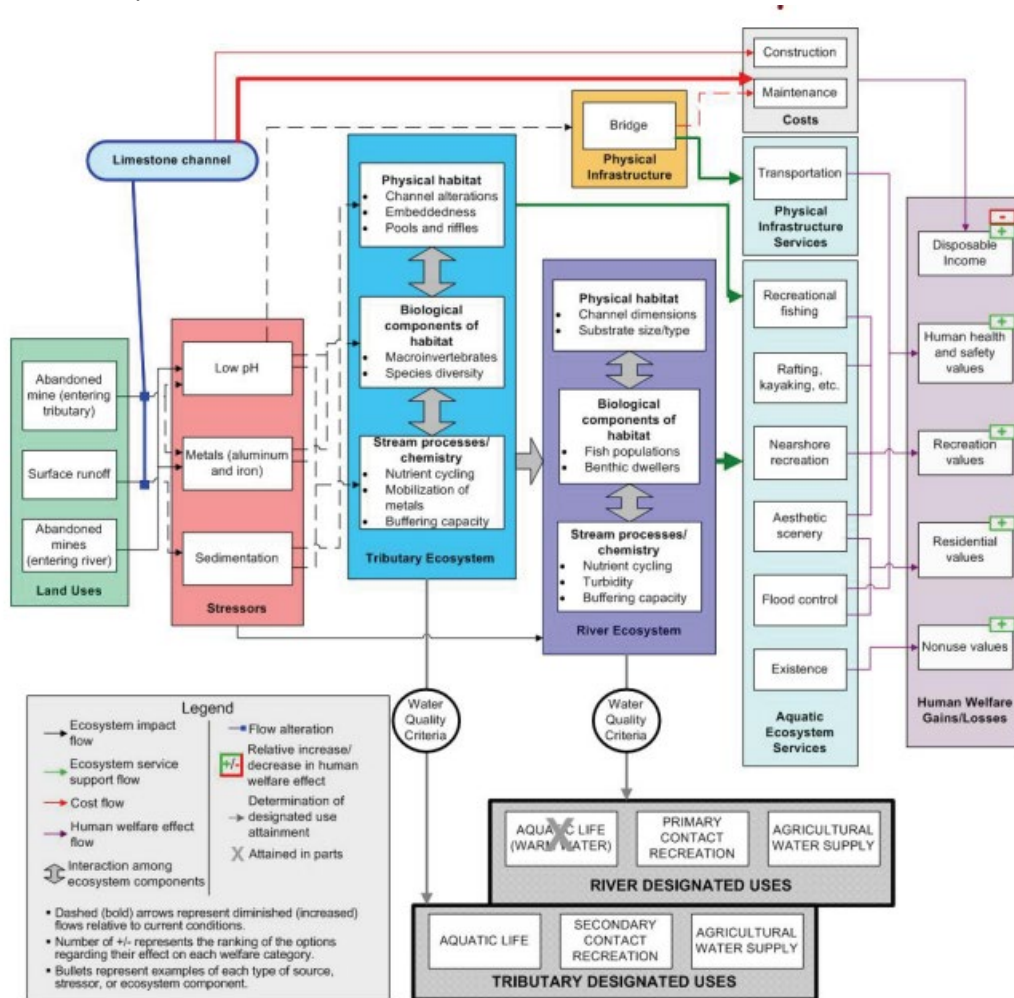 Construction
Maintenance
Costs
Limestone channel
Bridge
Physical
Infrastructure
Transportation
Physical
Infrastructure
Services
Physical habitat
• Channel alterations
• Embeddedness
• Pools and riffles
Biological
components of
habitat
• Macroinvertebrates
• Species diversity
Stream processes/
chemistry
• Nutrient cycling
• Mobilization of
metals
• Buffering capacity
Tributary Ecosystem
Abandoned
mine (entering
tributary)
Surface runoff
Abandoned
mines (entering
river)
Land Uses
Low pH
Metals (aluminum
and iron)
Sedimentation
Stressors
Physical habitat
• Channel dimensions
• Substrate size/type
Biological
components of
habitat
• Fish populations
• Benthic dwellers
Stream processes/
chemistry
• Nutrient cycling
• Turbidity
• Buffering capacity
River Ecosystem
Recreational
fishing
Rafting,
kayaking, etc.
Nearshore
recreation
Aesthetic
scenery
Flood control
Existence
Aquatic
Ecosystem
Services
-
+
Disposable
Income
+
Human health
and safety
values
+
Recreation
values
+
Residential
values
+
Nonuse values
Human Welfare
Gains/Losses
Water
Quality
Criteria
Water
Quality
Criteria
Legend
Ecosystem impact
flow
Ecosystem service
support flow
Cost flow
Human welfare effect
flow
Interaction among
ecosystem components
Flow alteration
+/-
Relative increase/
decrease in human
welfare effect
Determination of
designated use
attainment
X Attained in parts
▪ Dashed (bold) arrows represent diminished (increased)
flows relative to current conditions.
▪ Number of +/- represents the ranking of the options
regarding their effect on each welfare category.
▪ Bullets represent examples of each type of source,
stressor, or ecosystem component.
AQUATIC LIFE
(WARM WATER)
X
PRIMARY
CONTACT
RECREATION
AGRICULTURAL
WATER SUPPLY
RIVER DESIGNATED USES
AQUATIC LIFE
SECONDARY
CONTACT
RECREATION
AGRICULTURAL
WATER SUPPLY
TRIBUTARY DESIGNATED USES